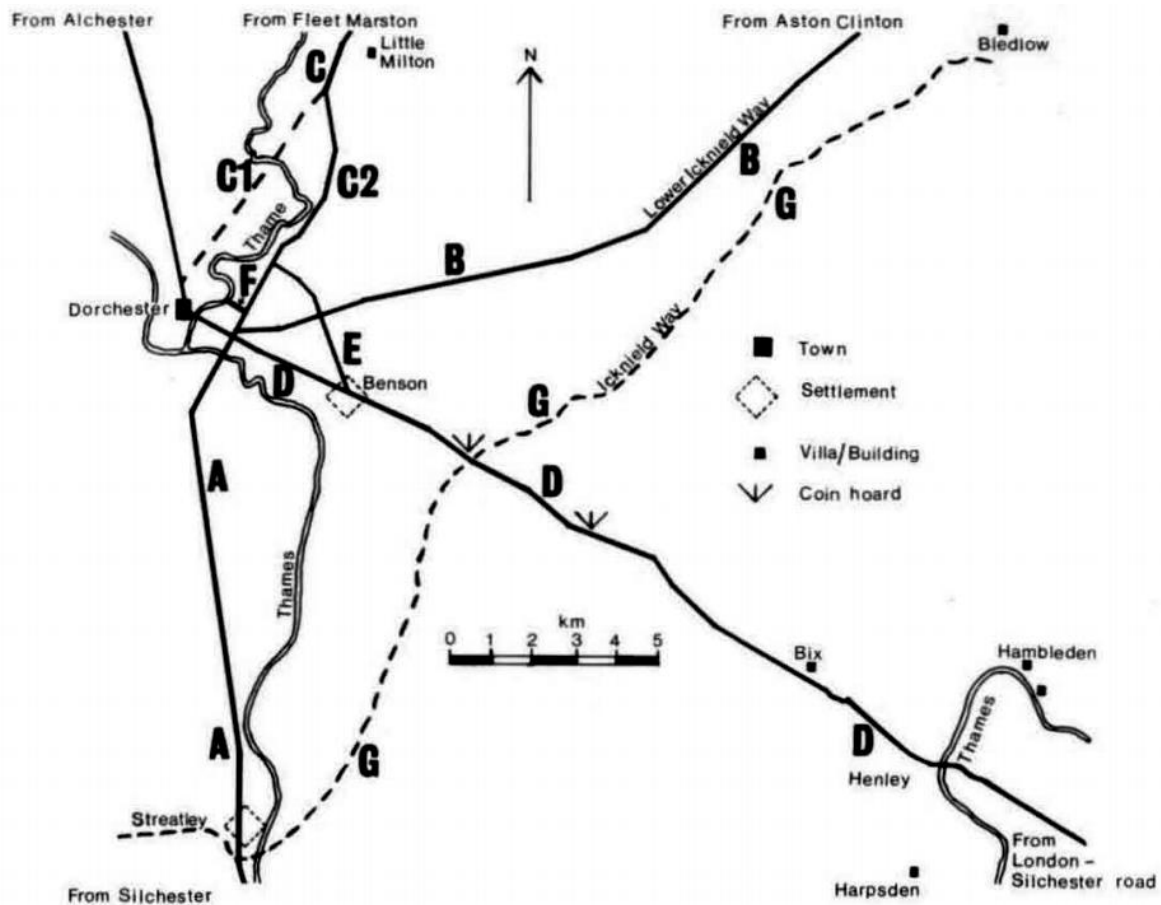 From Alchester
From Fleet Marston
From Aston Clinton
Little
Milton
Bledlow
N
C
Lower Icknield Way
B
C1
C2
G
Thame
B
F
Dorchester
Town
E
Icknield Way
D
Benson
Settlement
G
A
D
Villa/Building
Coin hoard
Thames
km
0 1 2 3 4 5
Bix
Hambleden
A
G
D
Thames
Henley
Streatley
From
London –
Silchester road
From Silchester
Harpsden